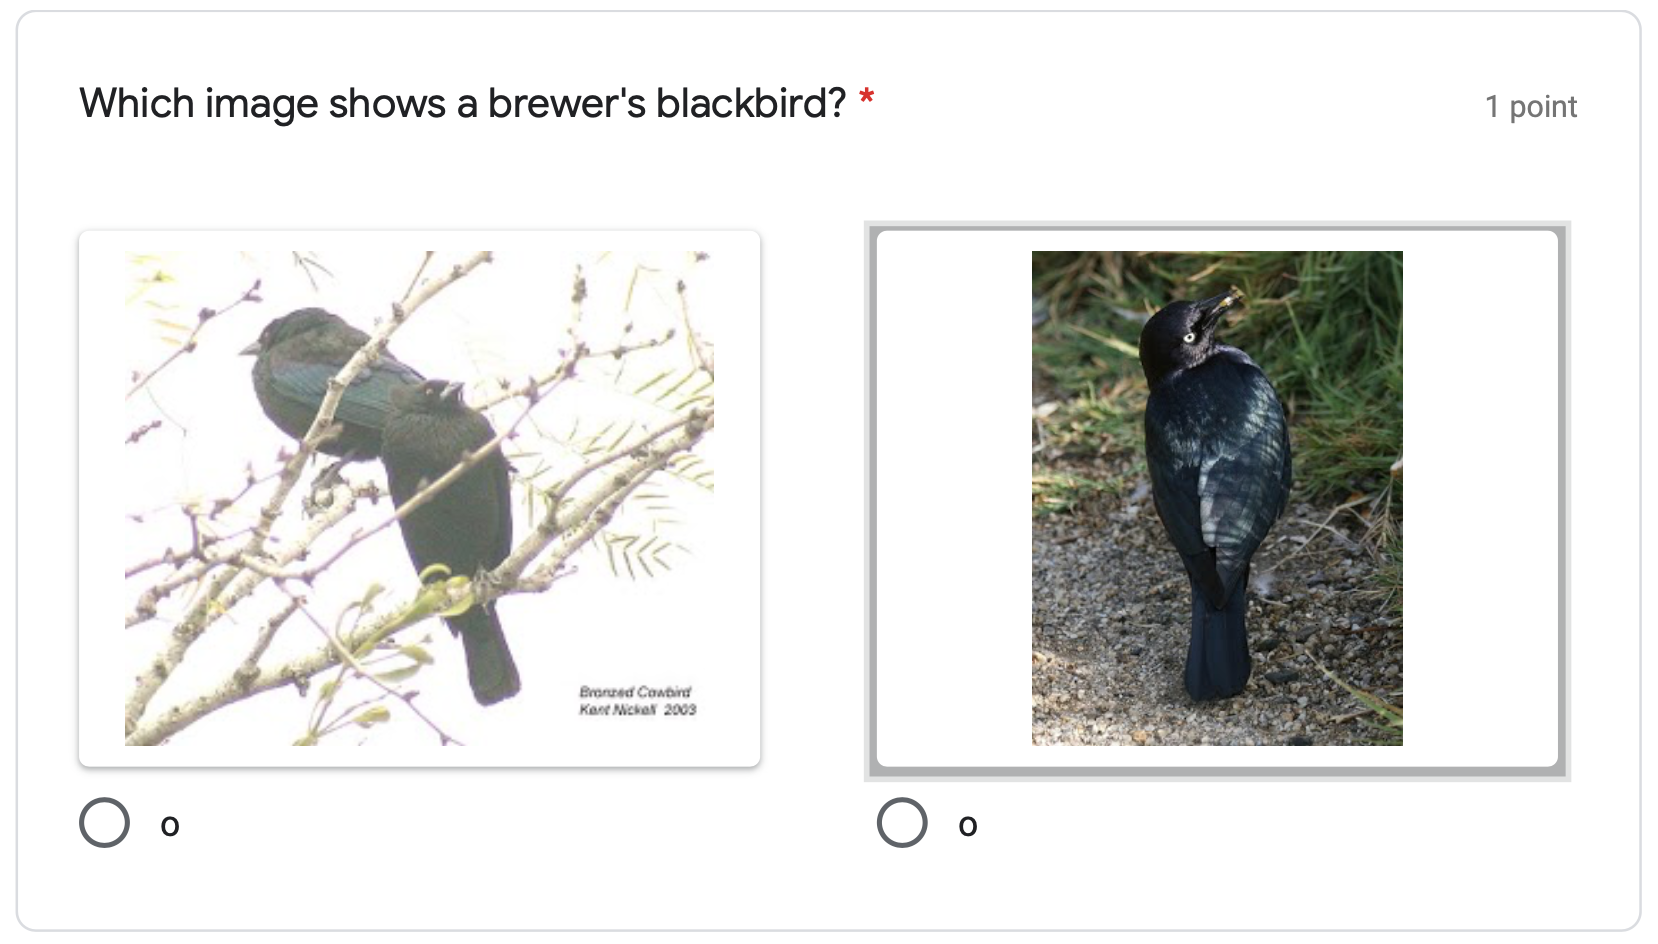 Which image shows a brewer's blackbird? *
1 point
Bronzed Cowbird
Kent Nickell 2003
o
o